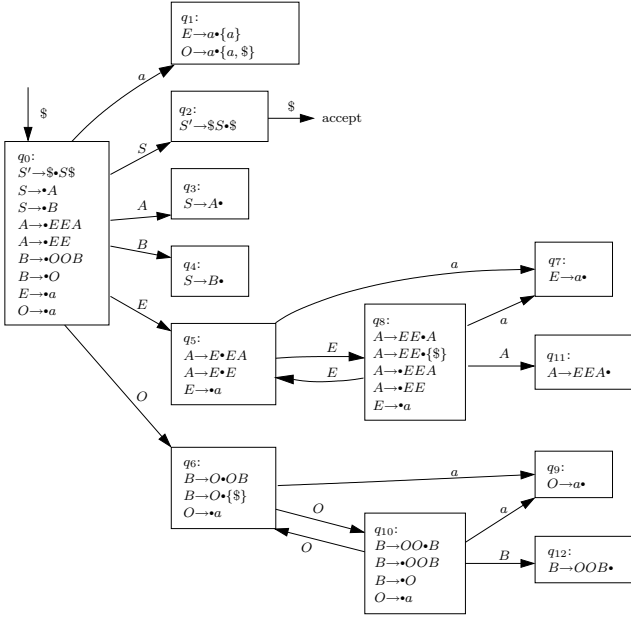 q₁:
E→a•{a}
O→a•{a, $}
a
$
q₂:
S′→$S•$
$
accept
q₀:
S′→$•S$
S→•A
S→•B
A→•EEA
A→•EE
B→•OOB
B→•O
E→•a
O→•a
S
q₃:
S→A•
A
B
q₄:
S→B•
E
q₅:
A→E•EA
A→E•E
E→•a
a
q₇:
E→a•
E
E
q₈:
A→EE•A
A→EE•{$}
A→•EEA
A→•EE
E→•a
a
A
q₁₁:
A→EEA•
O
q₆:
B→O•OB
B→O•{$}
O→•a
a
q₉:
O→a•
O
O
q₁₀:
B→OO•B
B→•OOB
B→•O
O→•a
a
B
q₁₂:
B→OOB•